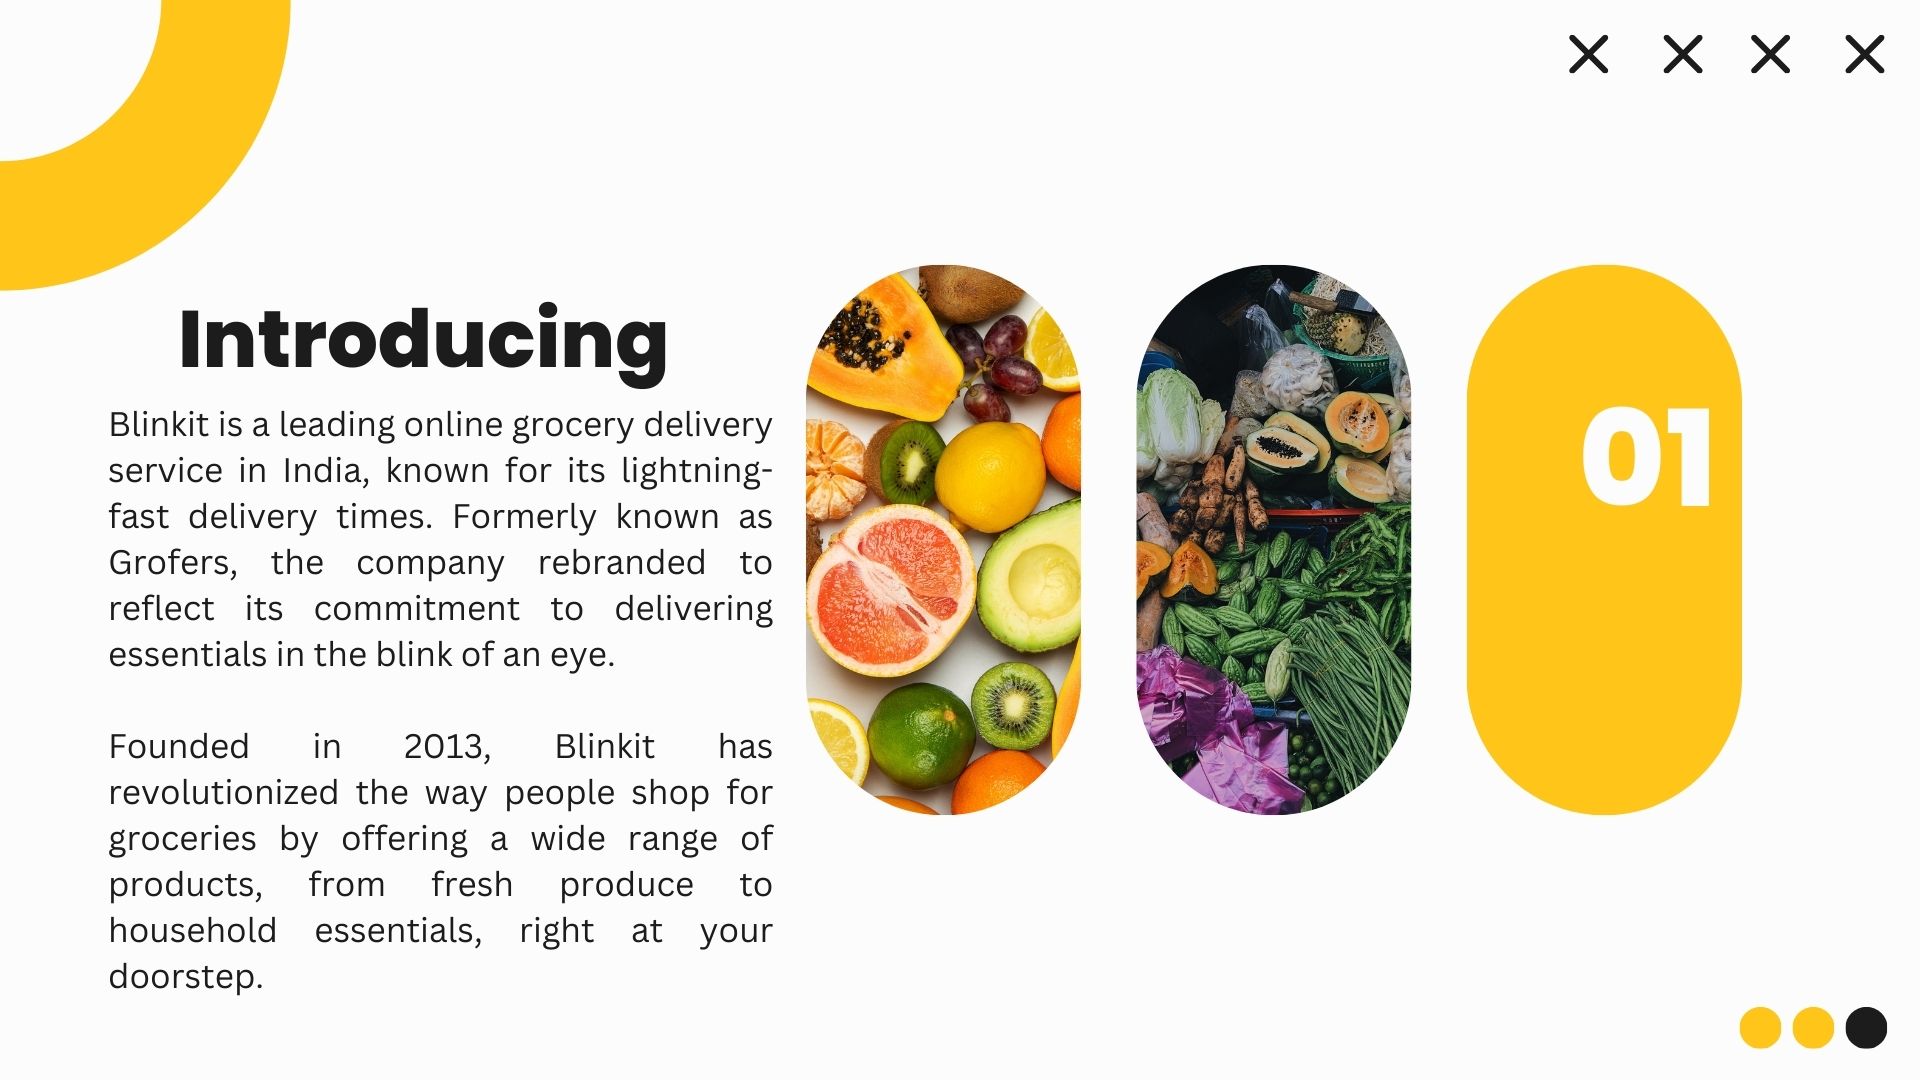 Introducing
Blinkit is a leading online grocery delivery
service in India, known for its lightning-
fast delivery times. Formerly known as
Grofers, the company rebranded to
reflect its commitment to delivering
essentials in the blink of an eye.
Founded in 2013, Blinkit has
revolutionized the way people shop for
groceries by offering a wide range of
products, from fresh produce to
household essentials, right at your
doorstep.
01